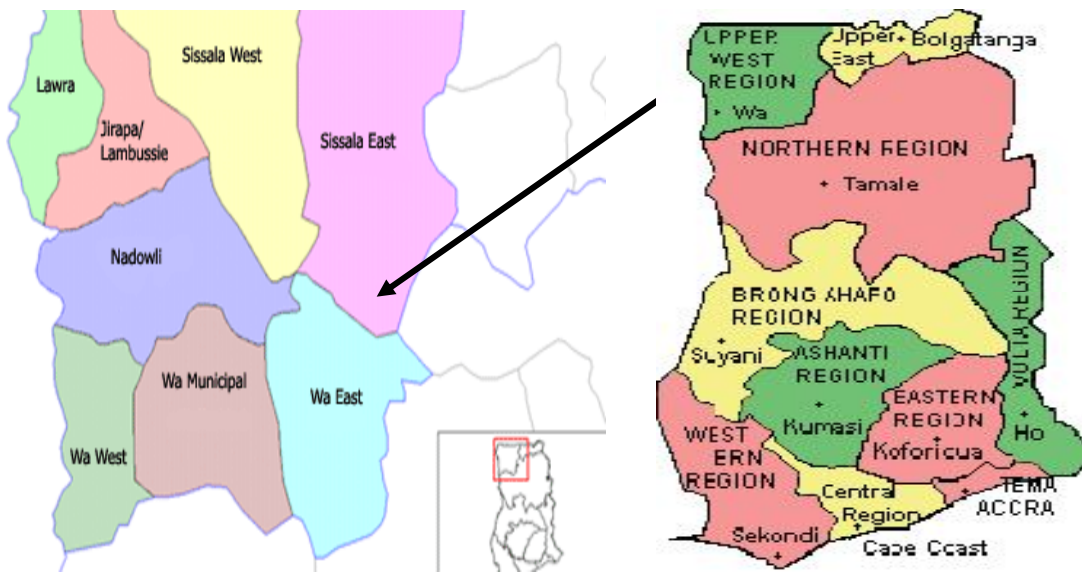 Sissala West
Lawra
Jirapa/
Lambussie
Sissala East
Nadowli
Wa Municipal
Wa East
Wa West
UPPER
WEST
REGION
Wa
Upper
East
Bolgatanga
NORTHERN REGION
Tamale
BRONG AHAFO
REGION
Suyani
ASHANTI
REGION
Kumasi
EASTERN
REGION
Koforicua
VOLTA REGION
Ho
WEST
ERN
REGION
Sekondi
Central
Region
Cape Coast
TEMA
ACCRA